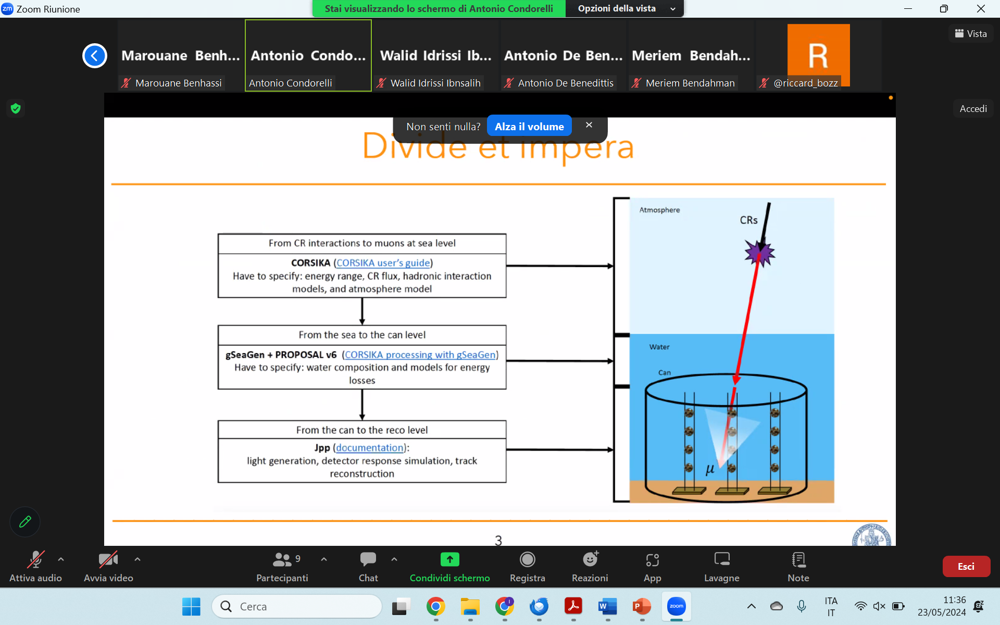 zm Zoom Riunione
Stai visualizzando lo schermo di Antonio Condorelli
Opzioni della vista
Vista
Marouane Benh...
Antonio Condo...
Walid Idrissi Ib...
Antonio De Ben...
Meriem Bendah...
R
Marouane Benhassi
Antonio Condorelli
Walid Idrissi Ibnsalih
Antonio De Benedittis
Meriem Bendahman
@riccard_bozz
Accedi
Non senti nulla?
Alza il volume
Divide et impera
From CR interactions to muons at sea level
CORSIKA (CORSIKA user's guide)
Have to specify: energy range, CR flux, hadronic interaction
models, and atmosphere model
From the sea to the can level
gSeaGen + PROPOSAL v6 (CORSIKA processing with gSeaGen)
Have to specify: water composition and models for energy
losses
From the can to the reco level
Jpp (documentation):
light generation, detector response simulation, track
reconstruction
Atmosphere
CRs
Water
Can
μ
3
Attiva audio
Avvia video
9
Partecipanti
Chat
Condividi schermo
Registra
Reazioni
App
Lavagne
Note
Esci
Cerca
zoom
ITA
IT
11:36
23/05/2024